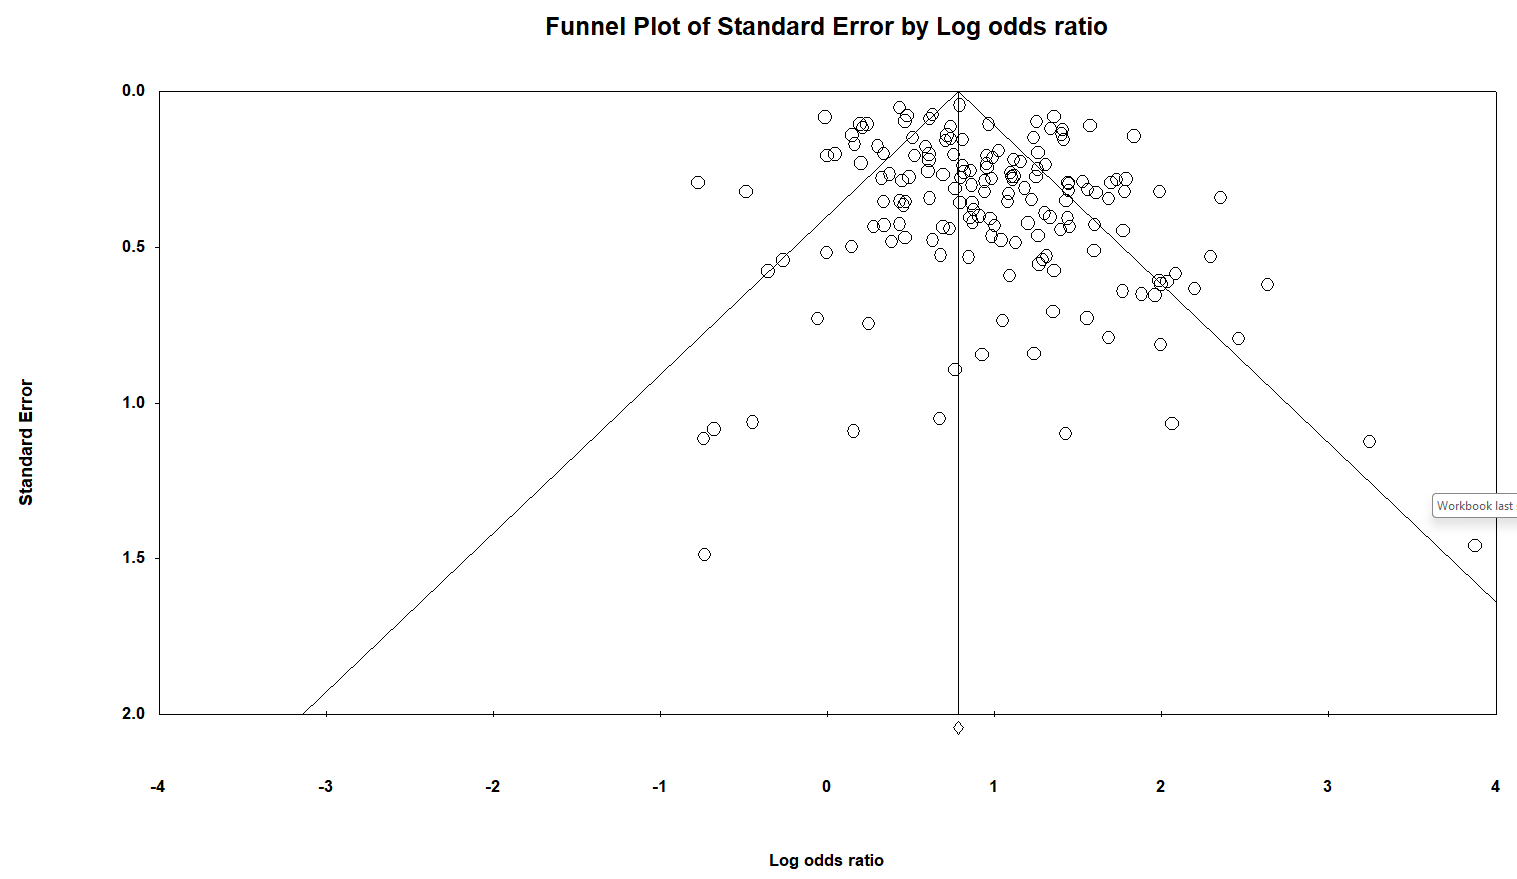 Funnel Plot of Standard Error by Log odds ratio
0.0
0.5
Standard Error
1.0
Workbook last
1.5
2.0
-4 -3 -2 -1 0 1 2 3 4
Log odds ratio